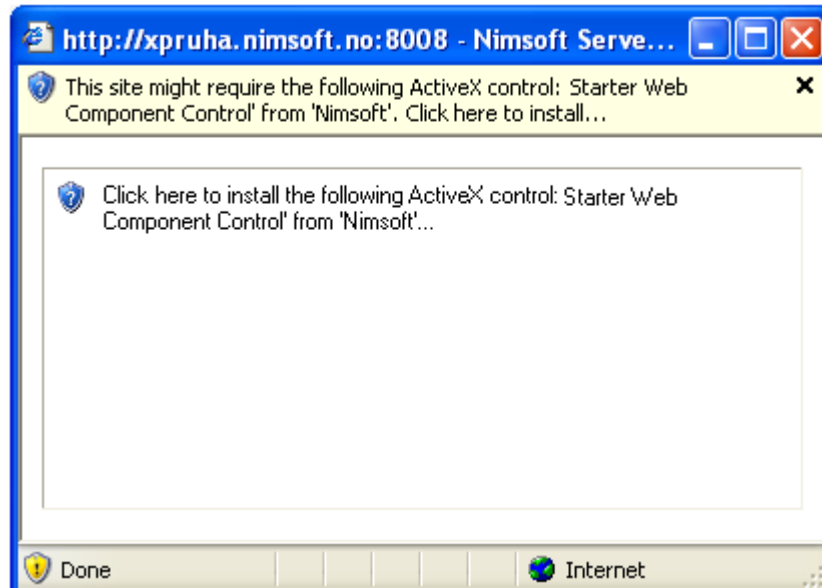 http://xpruha.nimsoft.no:8008 - Nimsoft Serve...
This site might require the following ActiveX control: Starter Web
Component Control' from 'Nimsoft'. Click here to install...
Click here to install the following ActiveX control: Starter Web
Component Control' from 'Nimsoft'...
Done
Internet